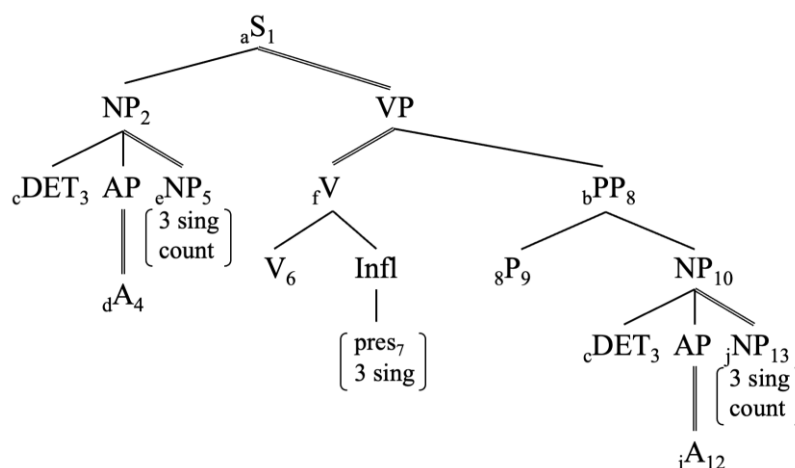 ₐS₁
NP₂ VP
cDET₃ AP ₑNP₅ fV bPP₈
3 sing
count
dA₄ V₆ Infl ₈P₉ NP₁₀
pres₇
3 sing
cDET₃ AP ⱼNP₁₃
3 sing
count
ᵢA₁₂